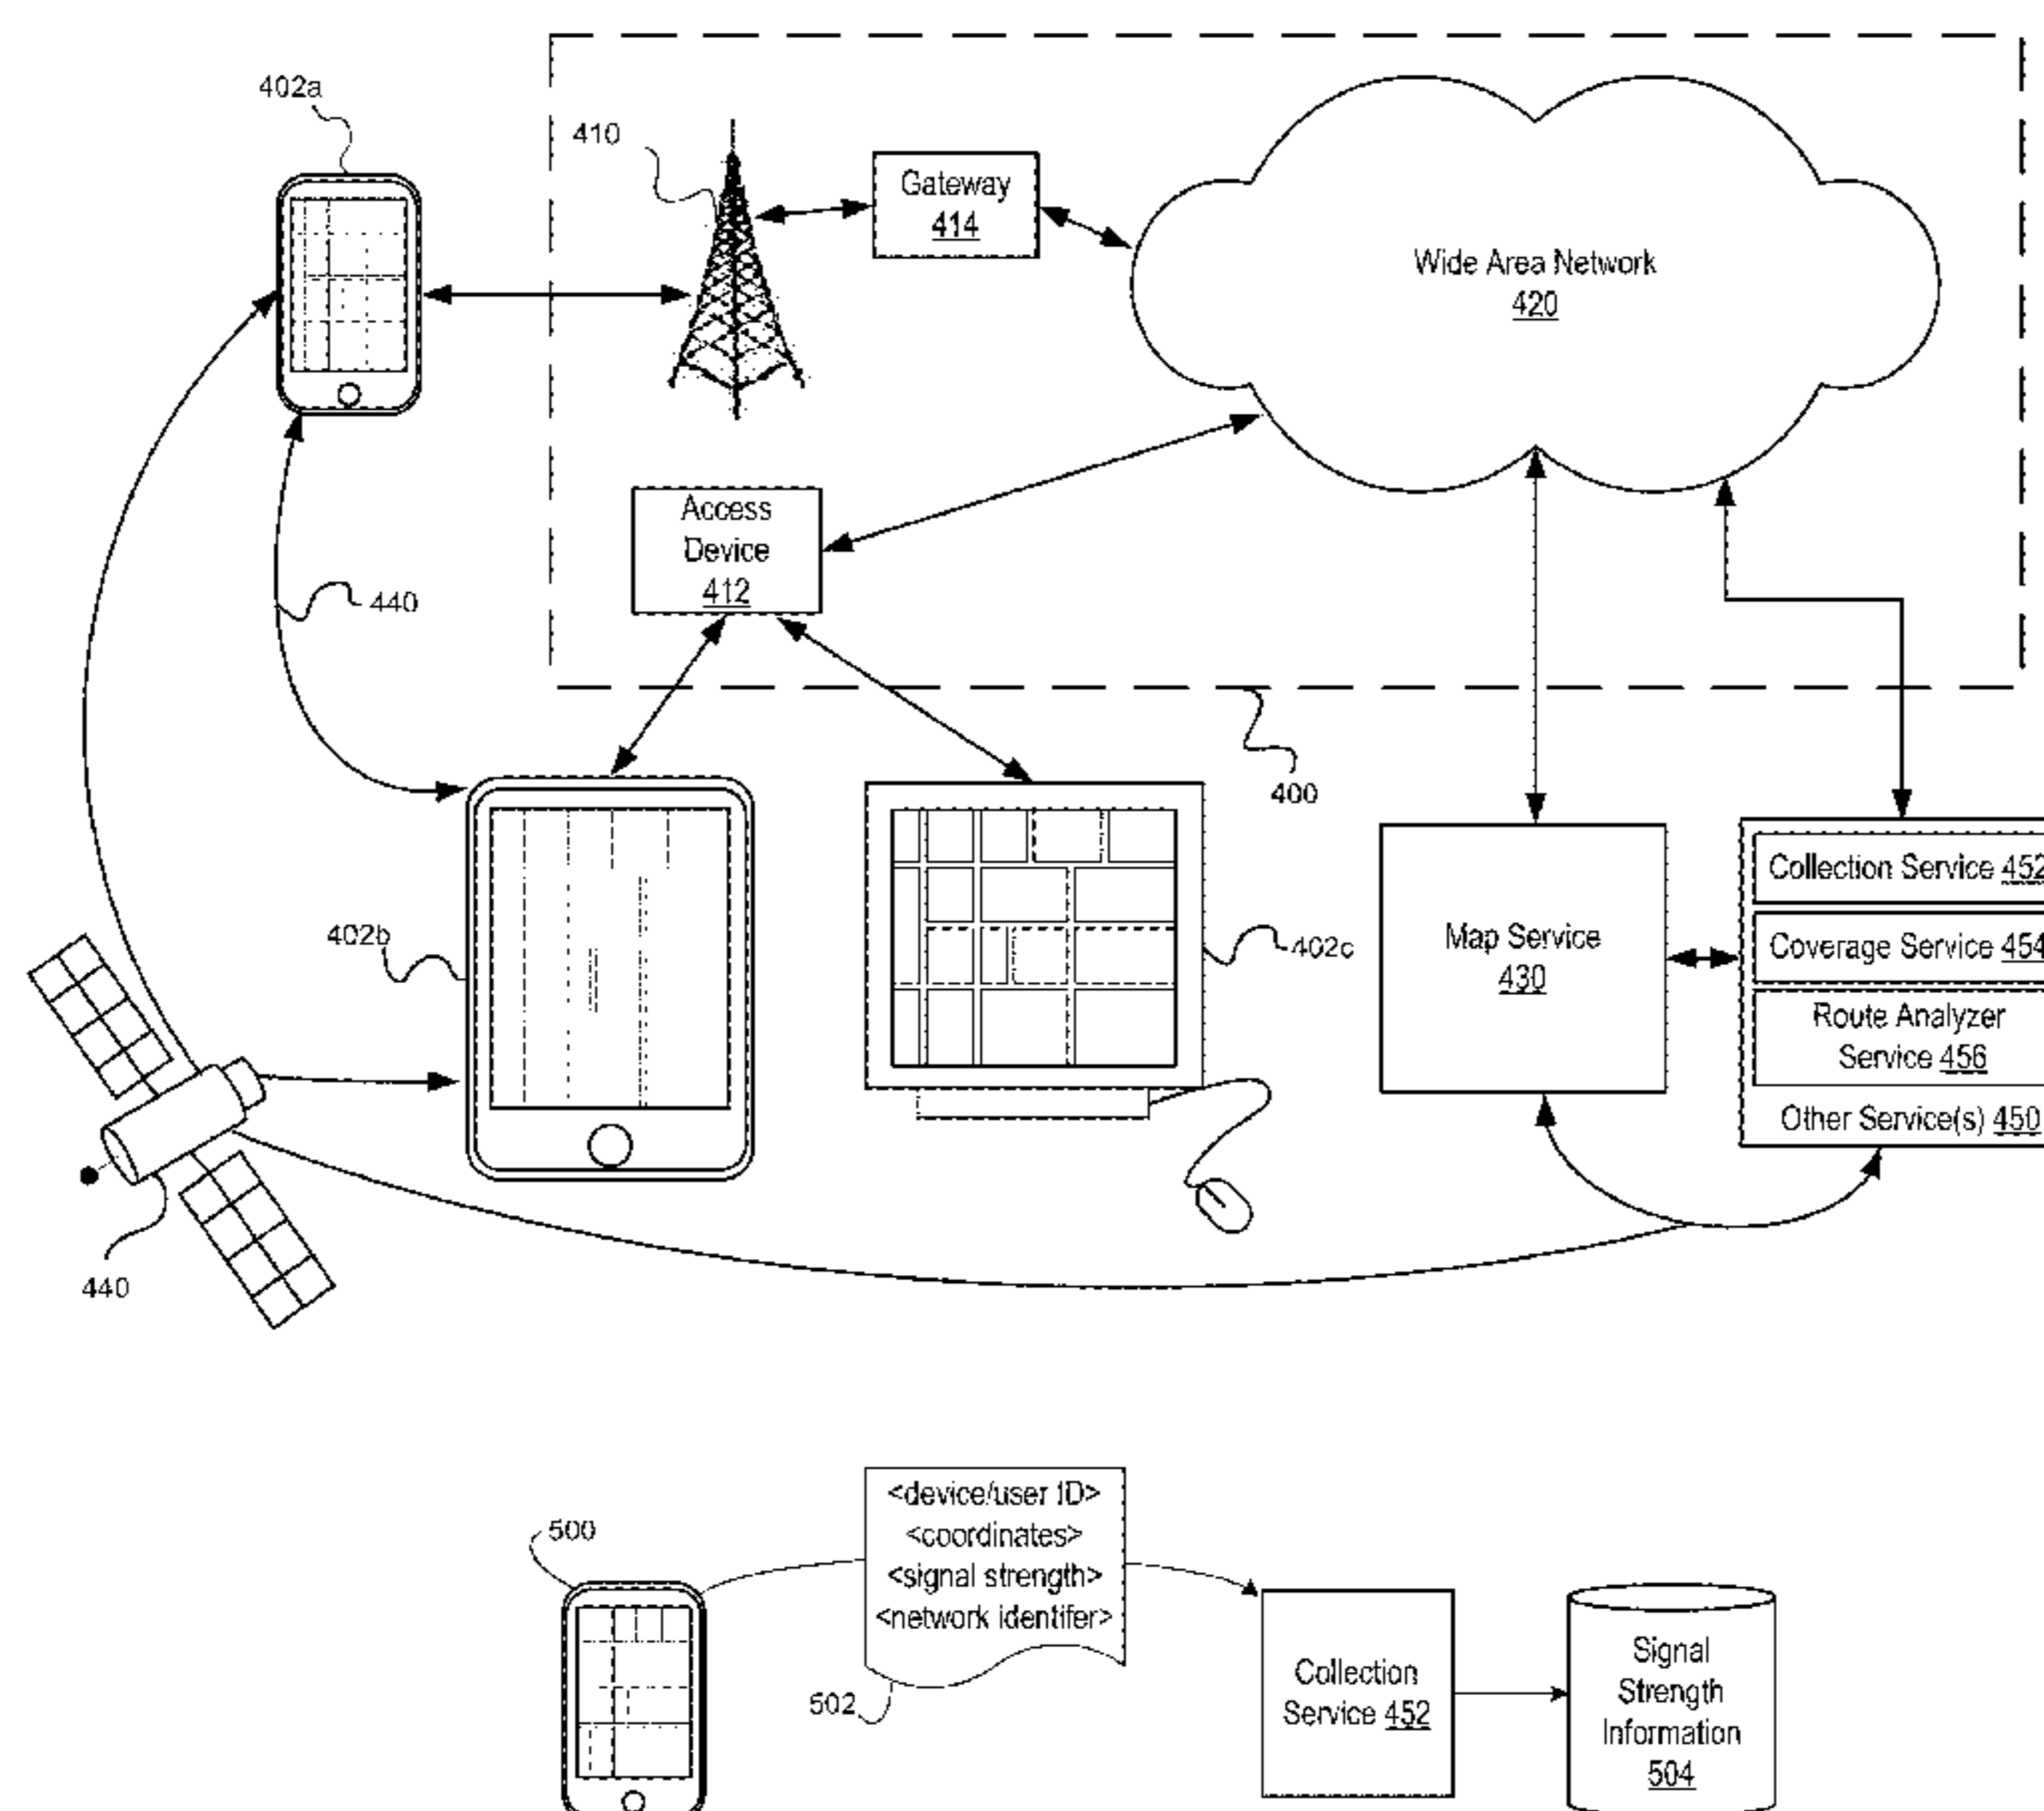 402a
410
Gateway
414
Wide Area Network
420
Access
Device
412
440
400
402b
402c
Map Service
430
Collection Service 452
Coverage Service 454
Route Analyzer
Service 456
Other Service(s) 450
440
500
<device/user ID>
<coordinates>
<signal strength>
<network identifer>
502
Collection
Service 452
Signal
Strength
Information
504